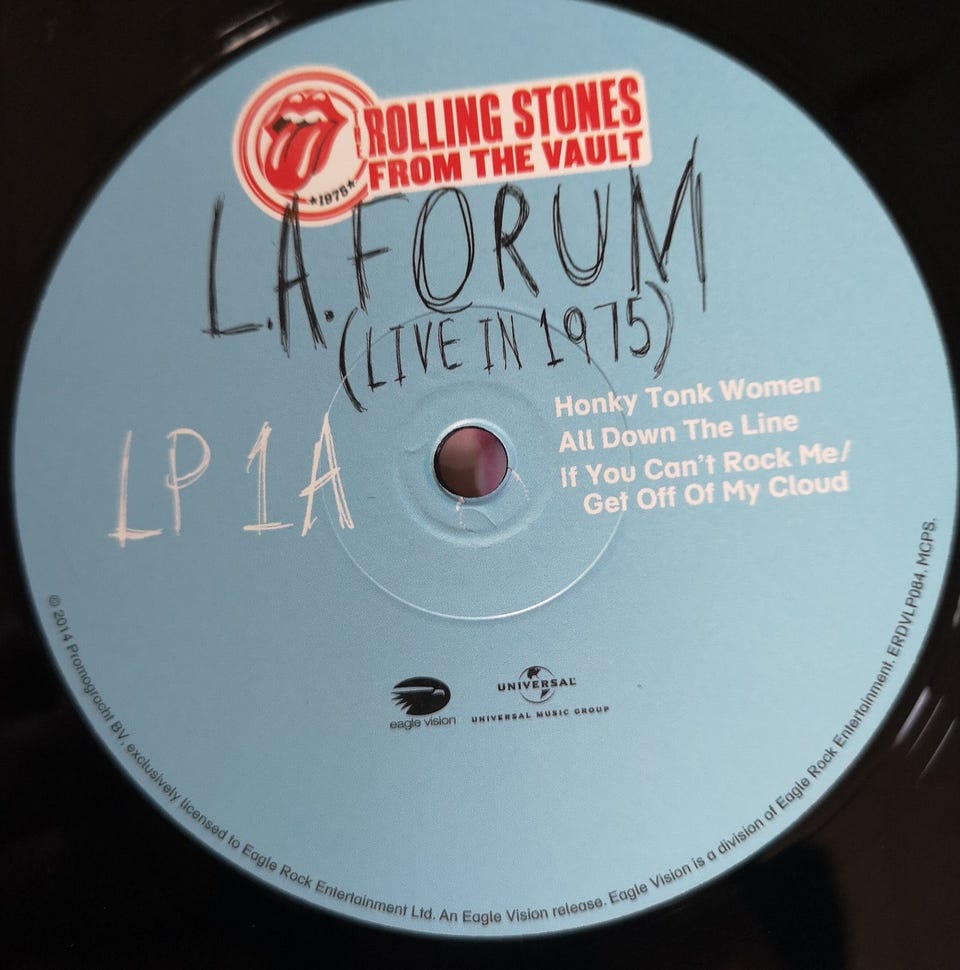 ROLLING STONES
FROM THE VAULT
★1975★
L.A. FORUM
(LIVE IN 1975)
LP 1A
Honky Tonk Women
All Down The Line
If You Can't Rock Me/
Get Off Of My Cloud
eagle vision
UNIVERSAL
UNIVERSAL MUSIC GROUP
© 2014 Promogrocht BV, exclusively licensed to Eagle Rock Entertainment Ltd. An Eagle Vision release. Eagle Vision is a division of Eagle Rock Entertainment. ERDVLP084. MCPS.